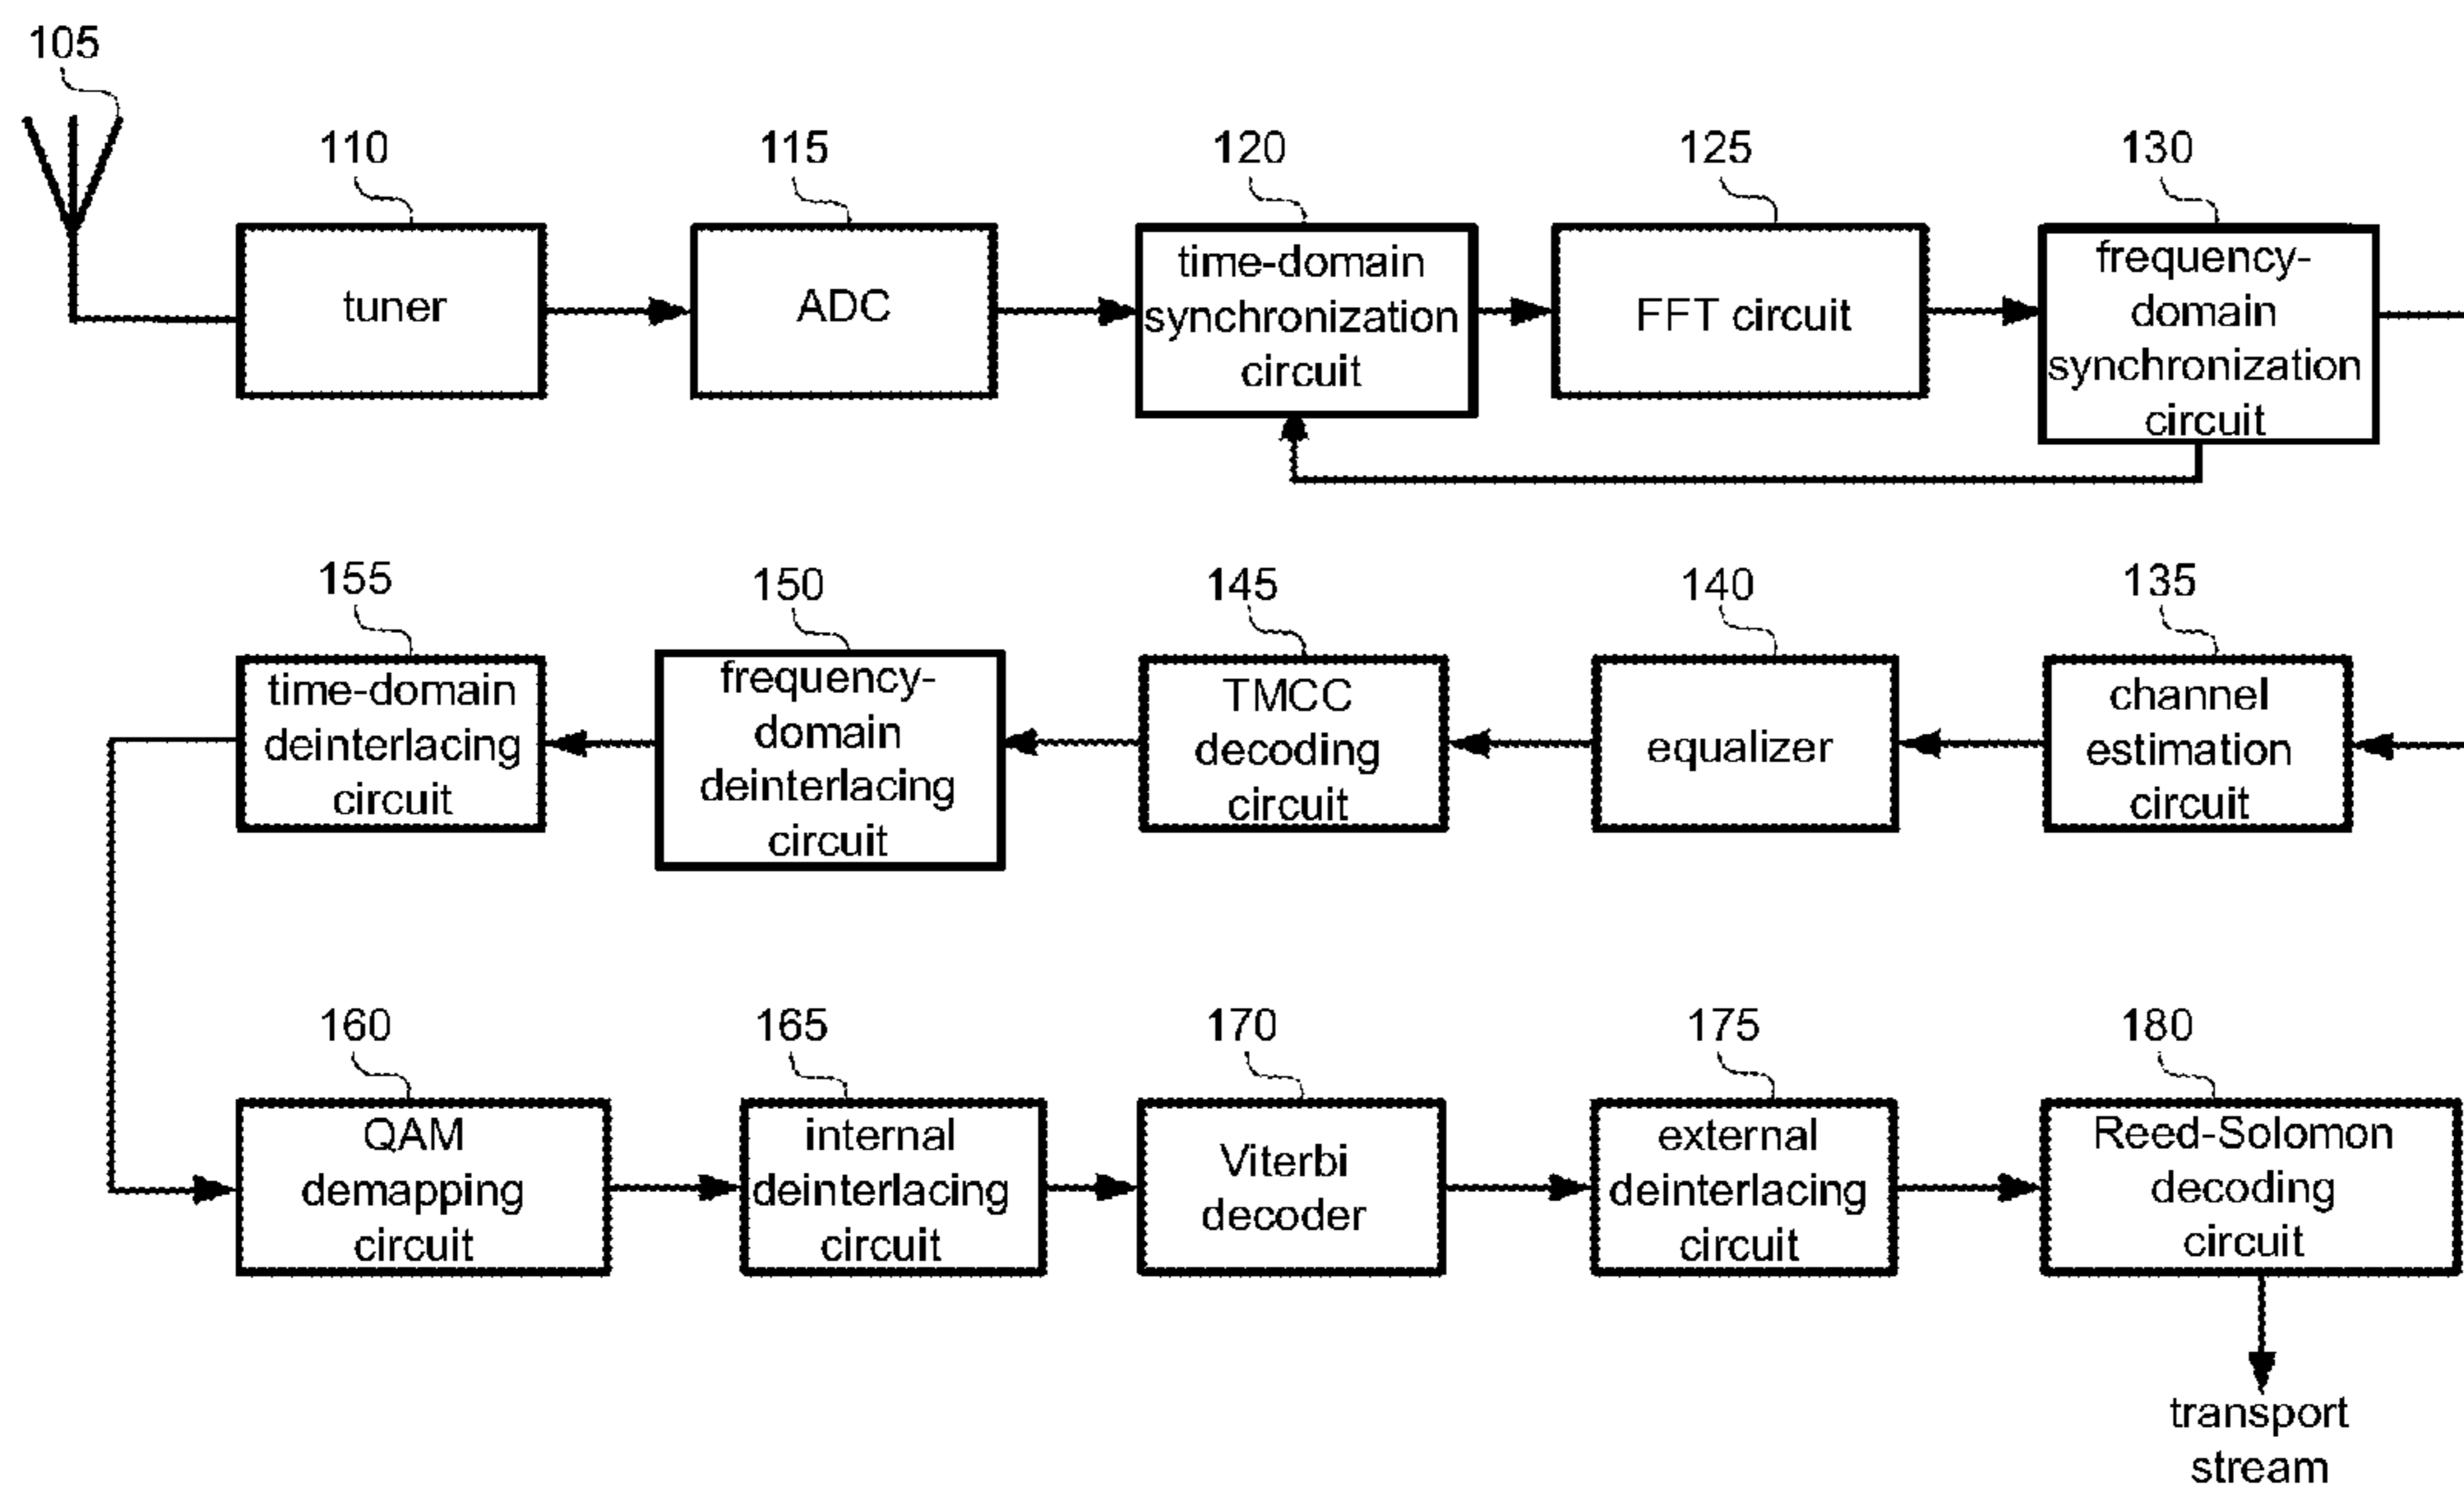 105
110
115
120
125
130
tuner
ADC
time-domain
synchronization
circuit
FFT circuit
frequency-
domain
synchronization
circuit
155
150
145
140
135
time-domain
deinterlacing
circuit
frequency-
domain
deinterlacing
circuit
TMCC
decoding
circuit
equalizer
channel
estimation
circuit
160
165
170
175
180
QAM
demapping
circuit
internal
deinterlacing
circuit
Viterbi
decoder
external
deinterlacing
circuit
Reed-Solomon
decoding
circuit
transport
stream